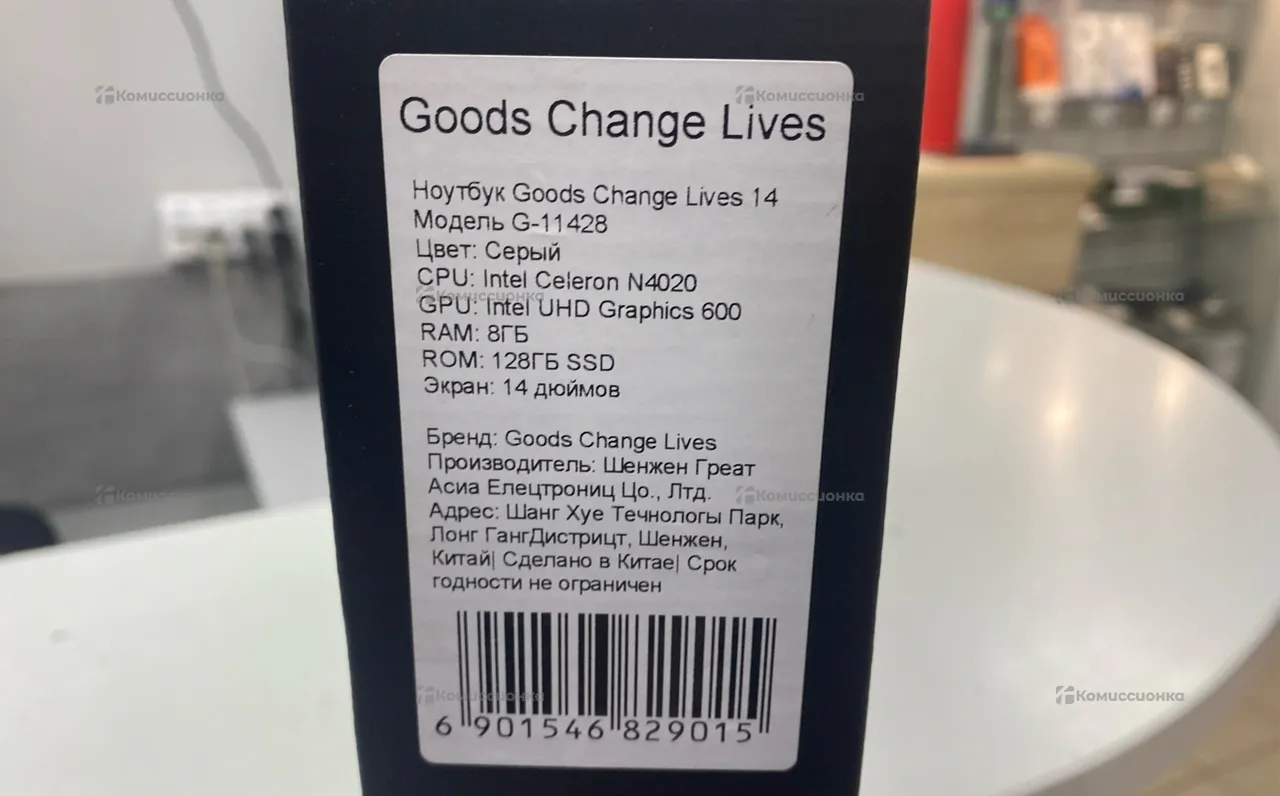 Goods Change Lives
Ноутбук Goods Change Lives 14
Модель G-11428
Цвет: Серый
CPU: Intel Celeron N4020
GPU: Intel UHD Graphics 600
RAM: 8ГБ
ROM: 128ГБ SSD
Экран: 14 дюймов
Бренд: Goods Change Lives
Производитель: Шенжен Греат
Асиа Елецтрониц Цо., Лтд.
Адрес: Шанг Хуе Течнологы Парк,
Лонг ГангДистрицт, Шенжен,
Китай| Сделано в Китае| Срок
годности не ограничен
6 901546 829015
Комиссионка
Комиссионка
Комиссионка
Комиссионка
Комиссионка
Комиссионка
Комиссионка
Комиссионка